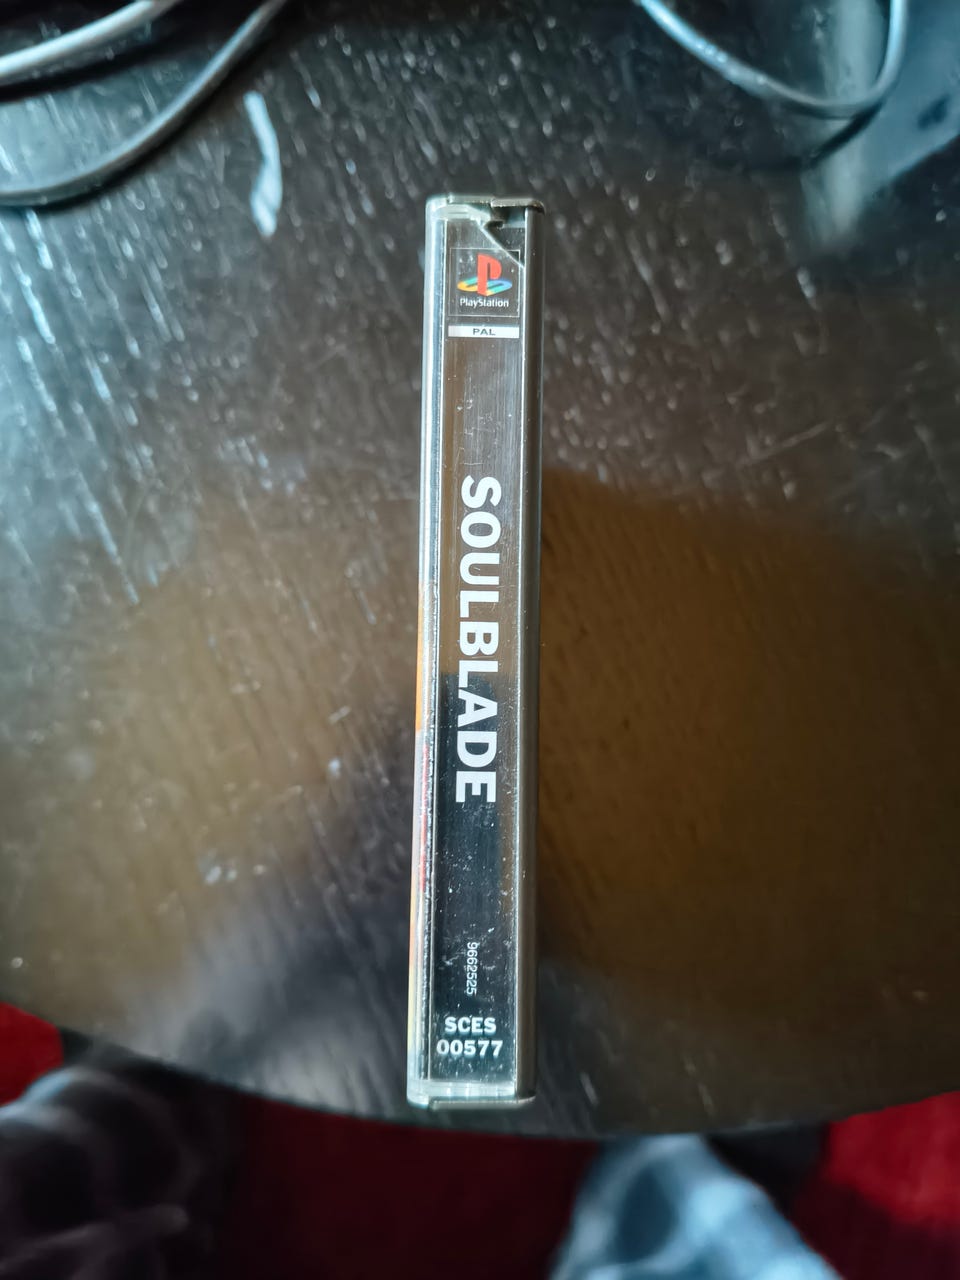 PlayStation
PAL
SOULBLADE
9662525
SCES
00577